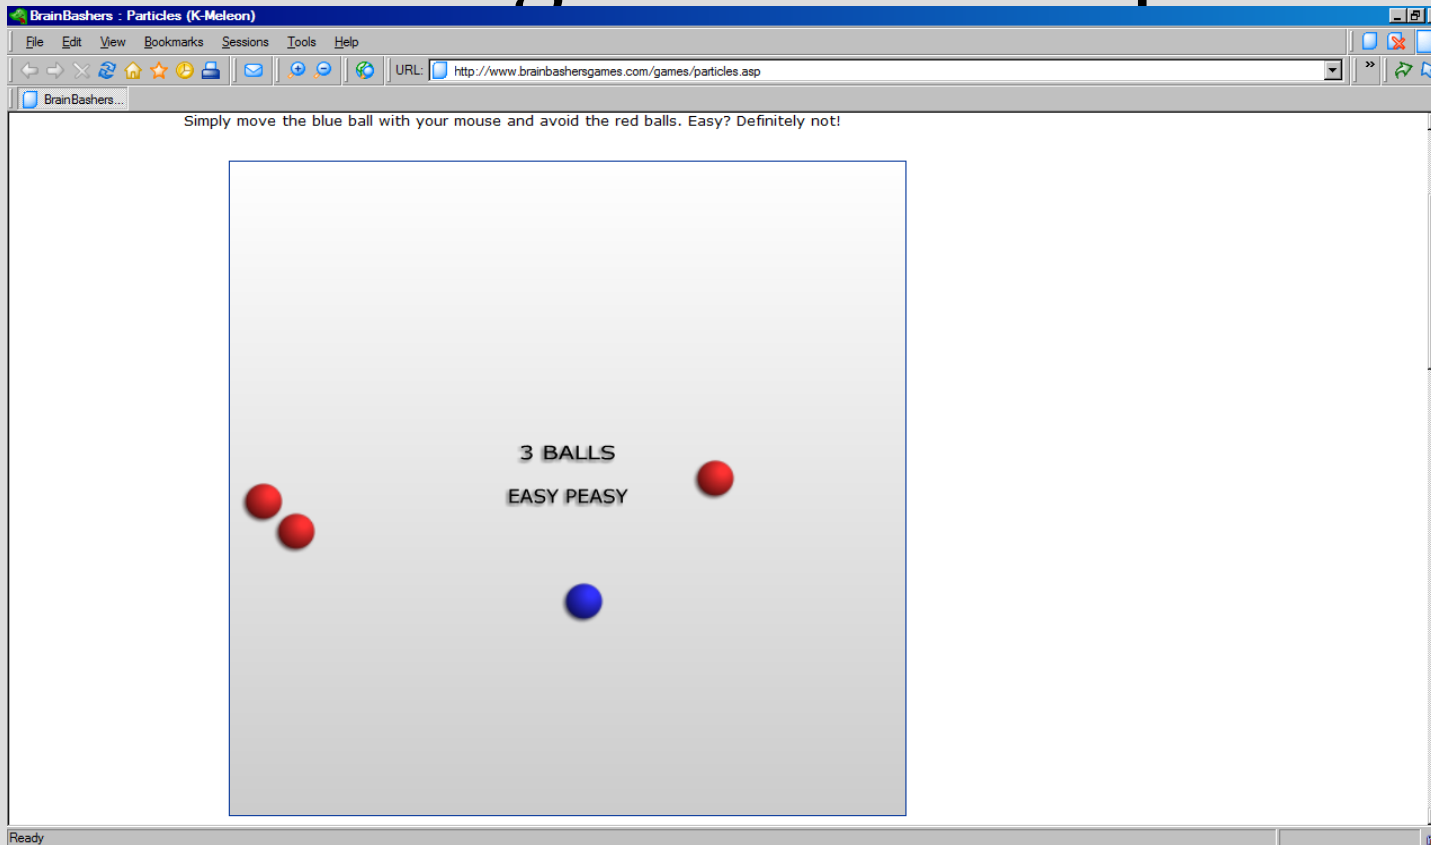 BrainBashers : Particles (K-Meleon)
File Edit View Bookmarks Sessions Tools Help
URL: http://www.brainbashersgames.com/games/particles.asp »
BrainBashers...
Simply move the blue ball with your mouse and avoid the red balls. Easy? Definitely not!
3 BALLS
EASY PEASY
Ready